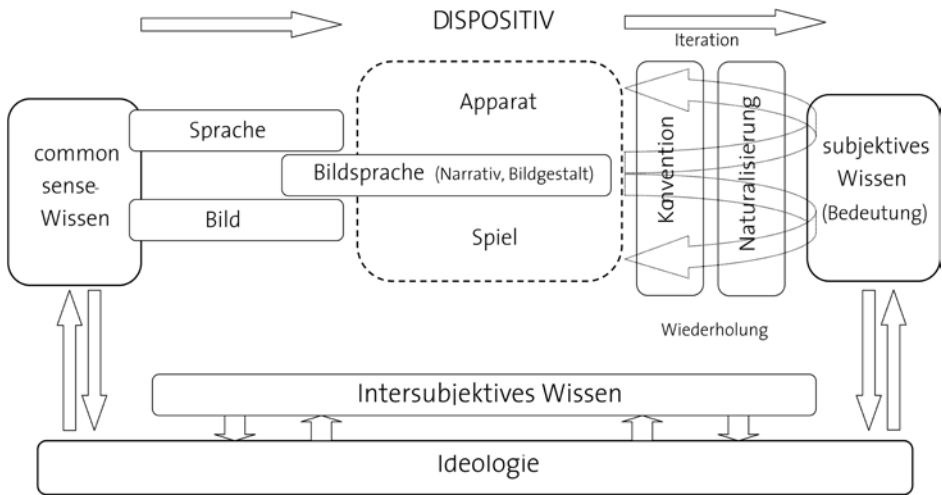 DISPOSITIV
Iteration
common
sense-
Wissen
Sprache
Bild
Apparat
Bildsprache (Narrativ, Bildgestalt)
Spiel
Konvention
Naturalisierung
subjektives
Wissen
(Bedeutung)
Wiederholung
Intersubjektives Wissen
Ideologie